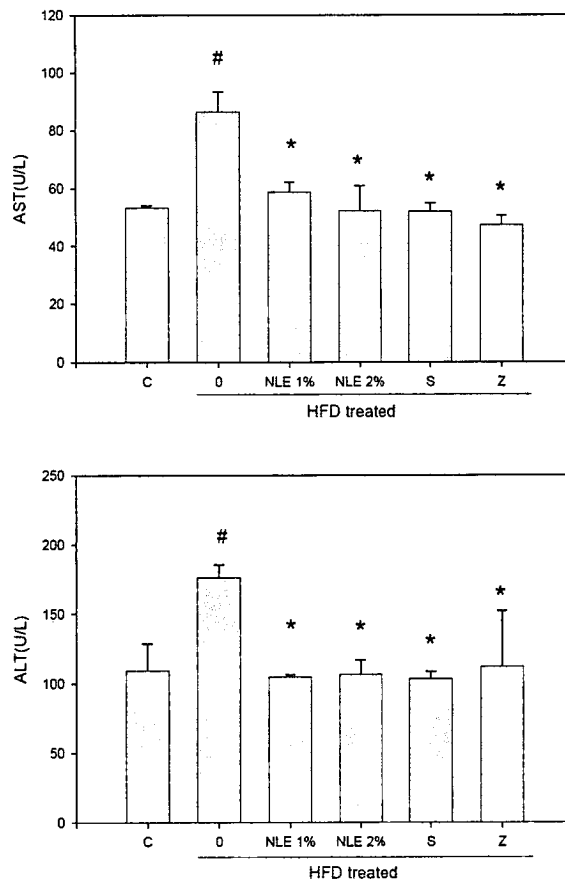 120
#
100
80
*
*
*
*
60
40
20
0
AST(U/L)
C
0
NLE 1%
NLE 2%
S
Z
HFD treated
250
#
200
*
*
*
*
150
100
50
0
ALT(U/L)
C
0
NLE 1%
NLE 2%
S
Z
HFD treated